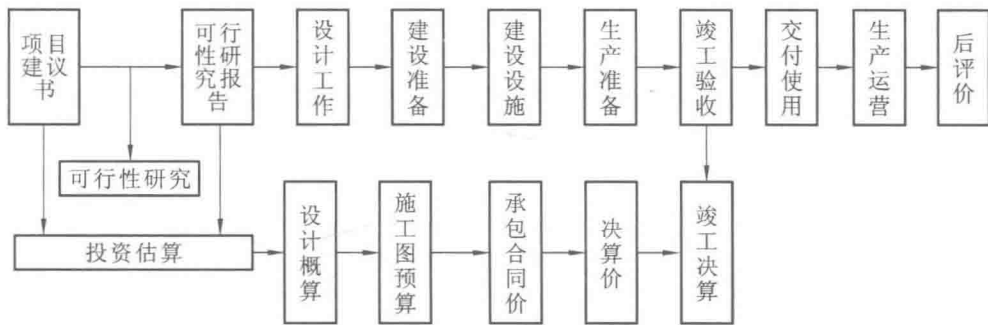 项目
建议
书
可行
性研
究报
告
设计工作
建设准备
建设设施
生产准备
竣工验收
交付使用
生产运营
后评价
可行性研究
投资估算
设计概算
施工图预算
承包合同价
决算价
竣工决算